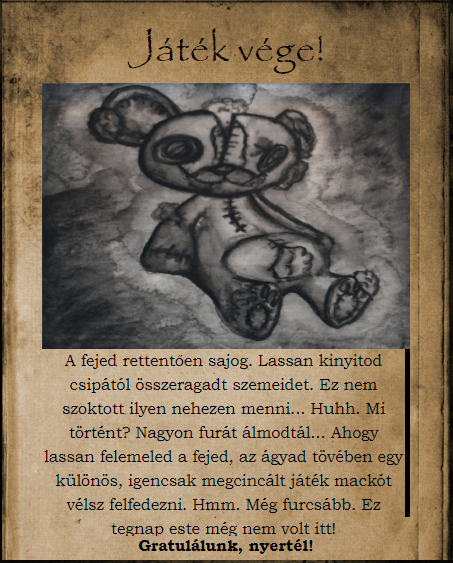 Játék vége!
A fejed rettentően sajog. Lassan kinyitod
csipától összeragadt szemeidet. Ez nem
szoktott ilyen nehezen menni... Huhh. Mi
történt? Nagyon furát álmodtál... Ahogy
lassan felemeled a fejed, az ágyad tövében egy
különös, igencsak megcincált játék mackót
vélsz felfedezni. Hmm. Még furcsább. Ez
tegnap este még nem volt itt!
Gratulálunk, nyertél!